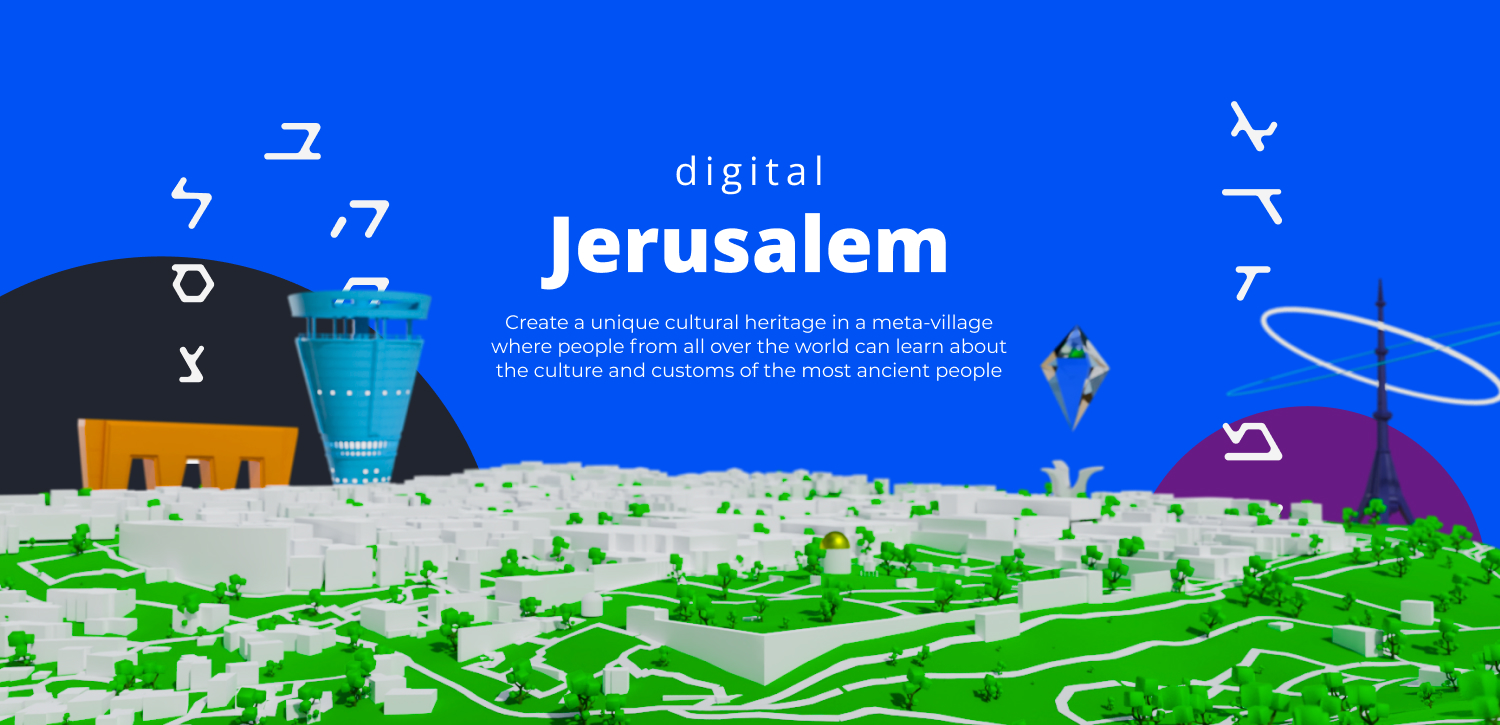 digital
Jerusalem
Create a unique cultural heritage in a meta-village
where people from all over the world can learn about
the culture and customs of the most ancient people
ב
ל
ה
ס
צ
א
ד
ז
מ